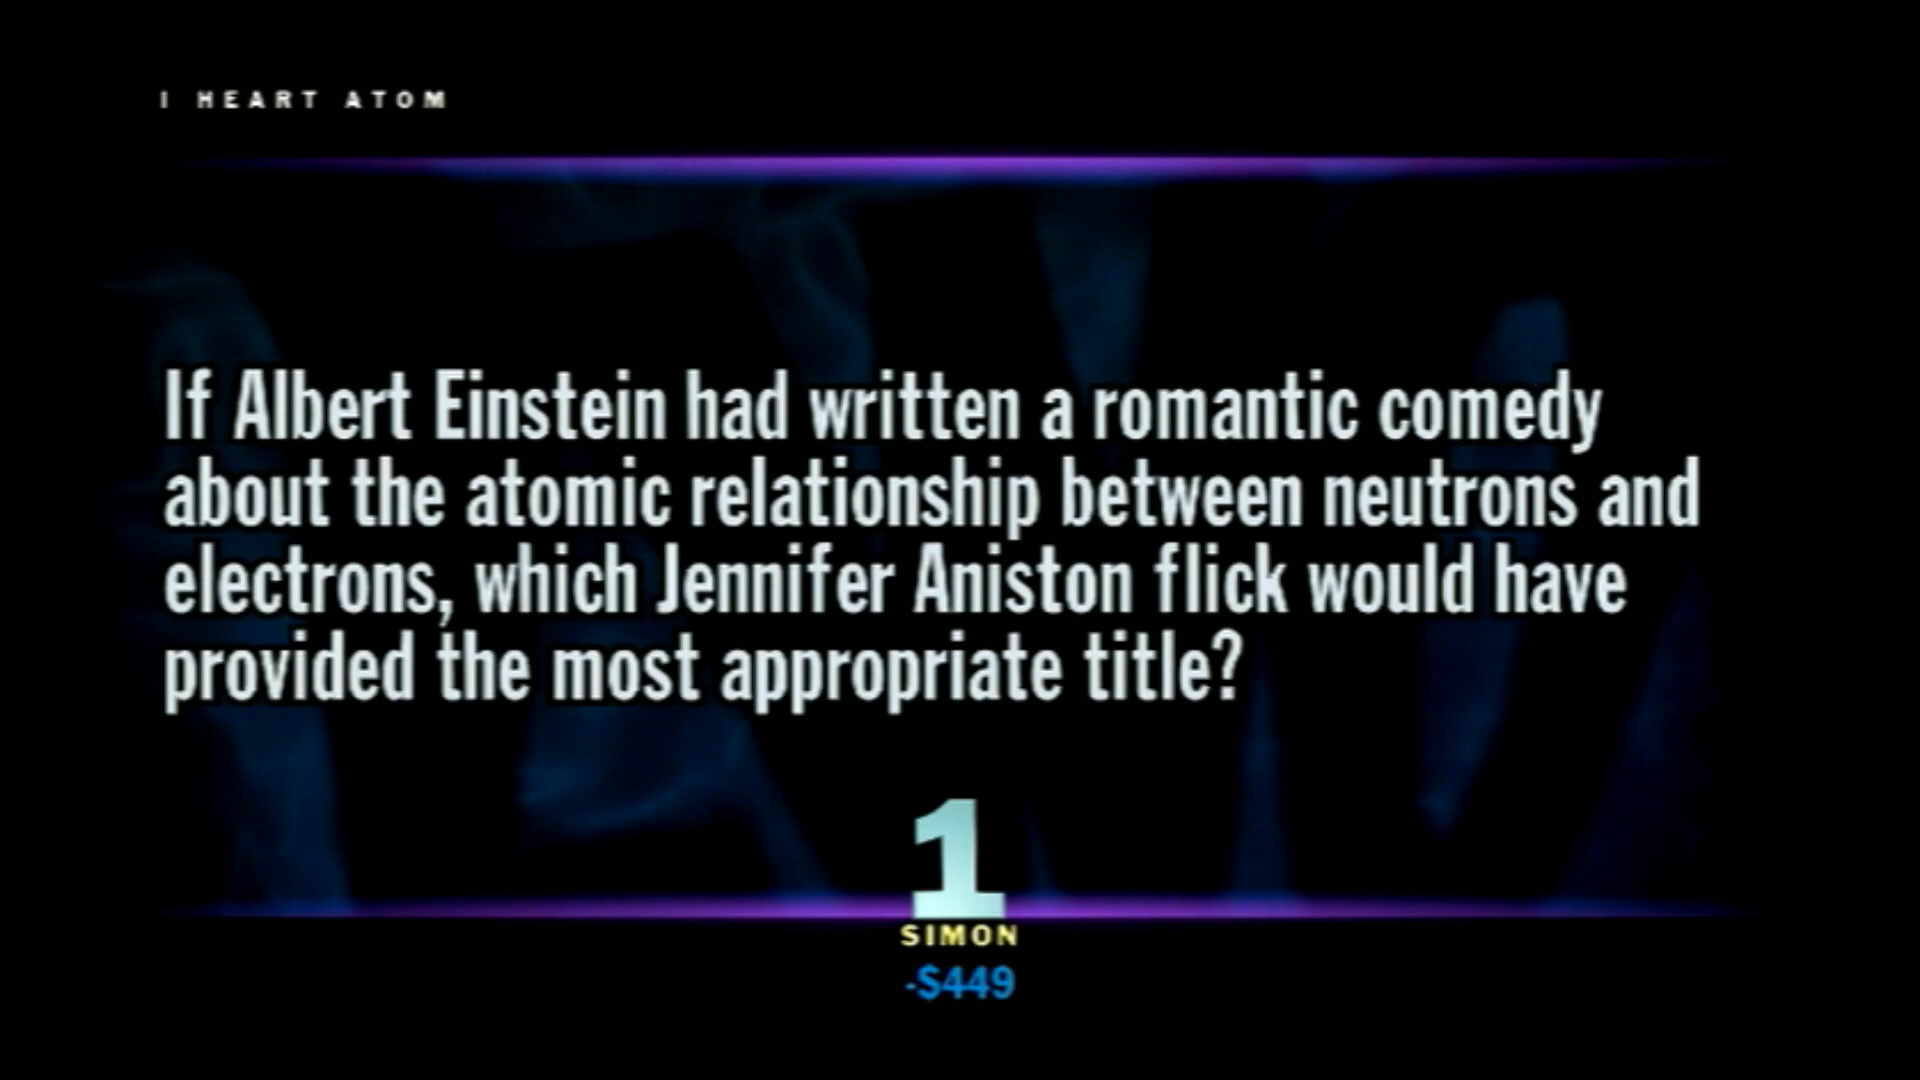 I HEART ATOM
If Albert Einstein had written a romantic comedy
about the atomic relationship between neutrons and
electrons, which Jennifer Aniston flick would have
provided the most appropriate title?
1
SIMON
-$449